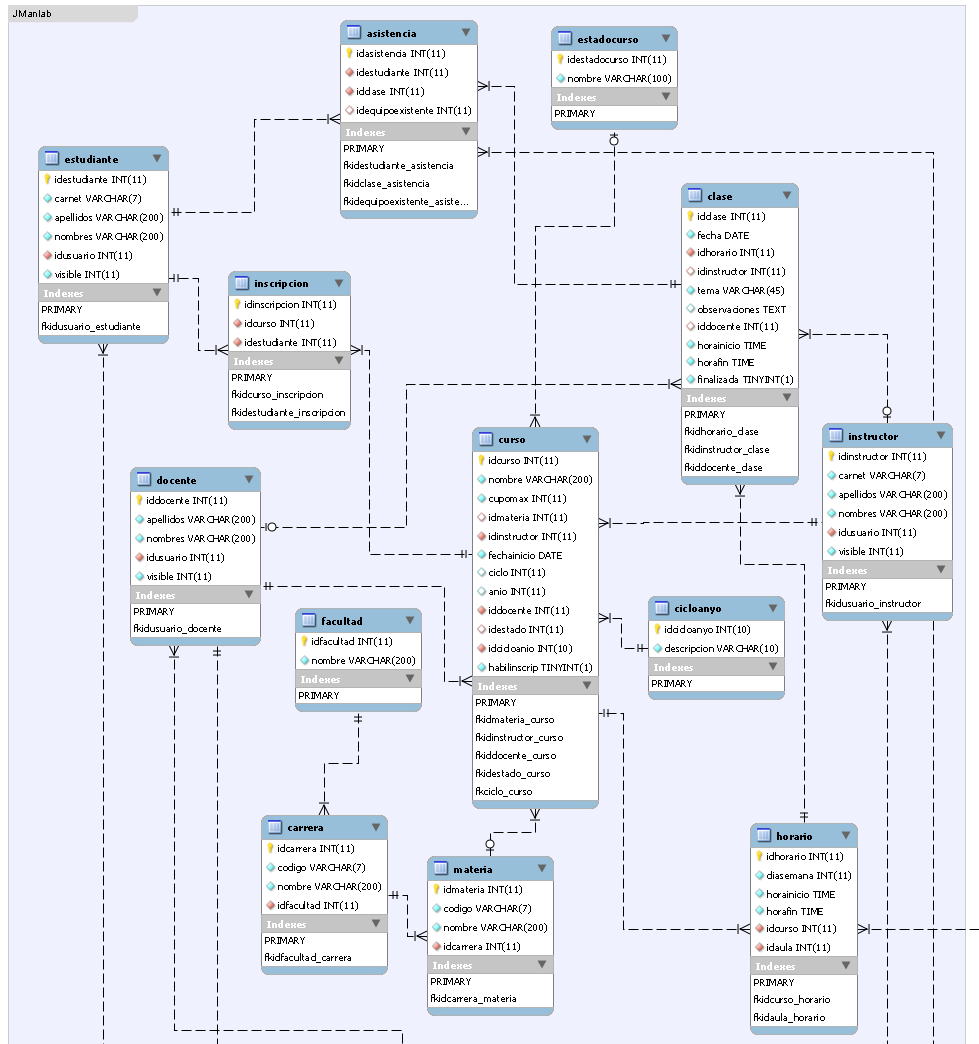 JManlab
asistencia
idasistencia INT(11)
idestudiante INT(11)
idclase INT(11)
idequipoexistente INT(11)
Indexes
PRIMARY
fkidestudiante_asistencia
fkidclase_asistencia
fkidequipoexistente_asiste...
estadocurso
idestadocurso INT(11)
nombre VARCHAR(100)
Indexes
PRIMARY
estudiante
idestudiante INT(11)
carnet VARCHAR(7)
apellidos VARCHAR(200)
nombres VARCHAR(200)
idusuario INT(11)
visible INT(11)
Indexes
PRIMARY
fkidusuario_estudiante
clase
idclase INT(11)
fecha DATE
idhorario INT(11)
idinstructor INT(11)
tema VARCHAR(45)
observaciones TEXT
iddocente INT(11)
horainicio TIME
horafin TIME
finalizada TINYINT(1)
Indexes
PRIMARY
fkidhorario_clase
fkidinstructor_clase
fkiddocente_clase
inscripcion
idinscripcion INT(11)
idcurso INT(11)
idestudiante INT(11)
Indexes
PRIMARY
fkidcurso_inscripcion
fkidestudiante_inscripcion
curso
idcurso INT(11)
nombre VARCHAR(200)
cupomax INT(11)
idmateria INT(11)
idinstructor INT(11)
fechainicio DATE
ciclo INT(11)
anio INT(11)
iddocente INT(11)
idestado INT(11)
idcicloanio INT(10)
habilinscrip TINYINT(1)
Indexes
PRIMARY
fkidmateria_curso
fkidinstructor_curso
fkiddocente_curso
fkidestado_curso
fkciclo_curso
instructor
idinstructor INT(11)
carnet VARCHAR(7)
apellidos VARCHAR(200)
nombres VARCHAR(200)
idusuario INT(11)
visible INT(11)
Indexes
PRIMARY
fkidusuario_instructor
docente
iddocente INT(11)
apellidos VARCHAR(200)
nombres VARCHAR(200)
idusuario INT(11)
visible INT(11)
Indexes
PRIMARY
fkidusuario_docente
cicloanyo
idcicloanyo INT(10)
descripcion VARCHAR(10)
Indexes
PRIMARY
facultad
idfacultad INT(11)
nombre VARCHAR(200)
Indexes
PRIMARY
carrera
idcarrera INT(11)
codigo VARCHAR(7)
nombre VARCHAR(200)
idfacultad INT(11)
Indexes
PRIMARY
fkidfacultad_carrera
materia
idmateria INT(11)
codigo VARCHAR(7)
nombre VARCHAR(200)
idcarrera INT(11)
Indexes
PRIMARY
fkidcarrera_materia
horario
idhorario INT(11)
diasemana INT(11)
horainicio TIME
horafin TIME
idcurso INT(11)
idaula INT(11)
Indexes
PRIMARY
fkidcurso_horario
fkidaula_horario